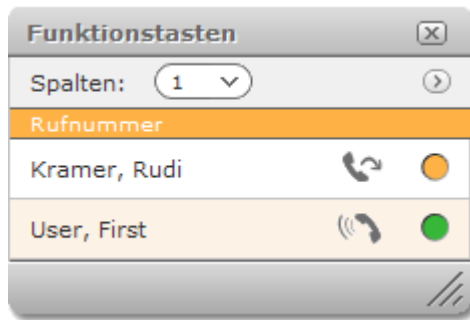 Funktionstasten
Spalten: 1
Rufnummer
Kramer, Rudi
User, First